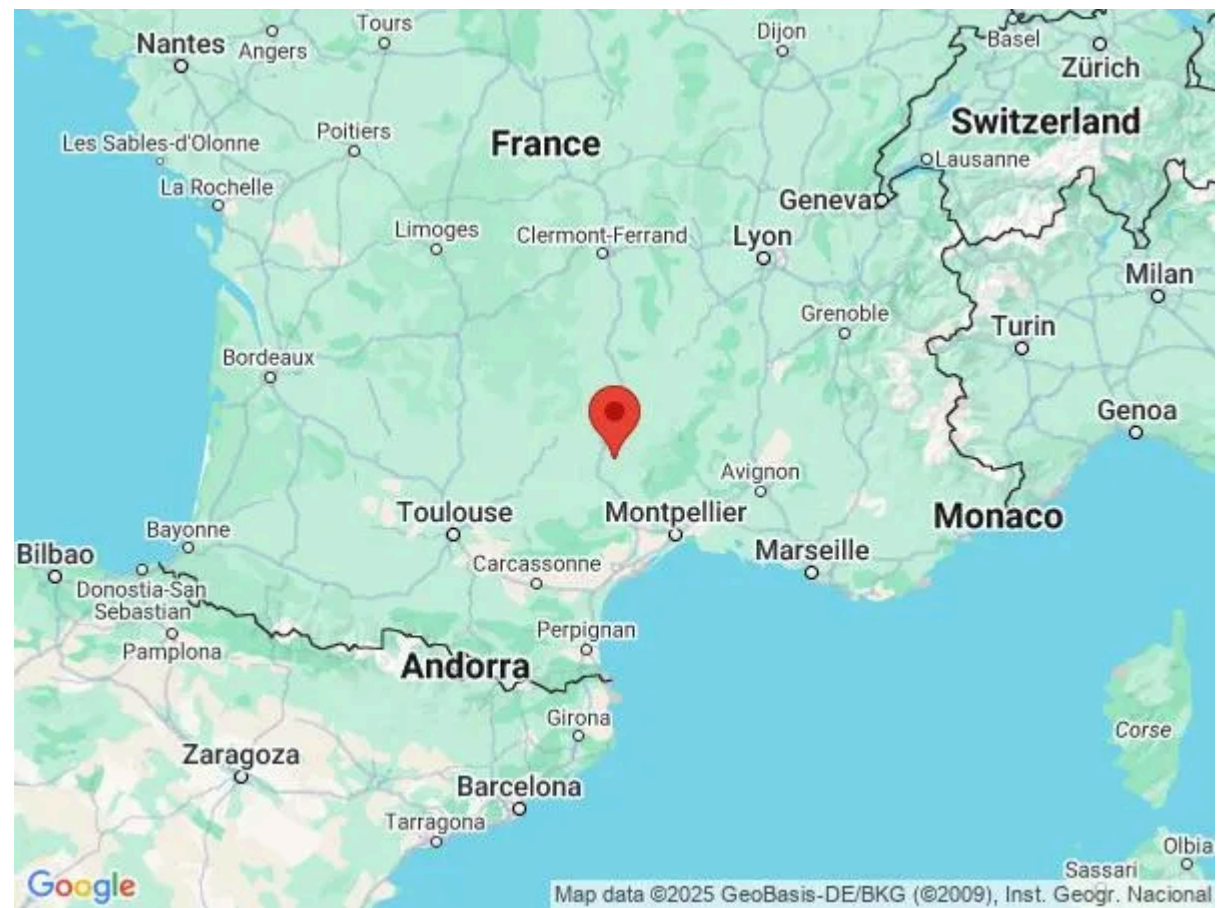 Tours
Dijon
Basel
Nantes
Angers
Zürich
Switzerland
Poitiers
Les Sables-d'Olonne
France
Lausanne
La Rochelle
Geneva
Limoges
Clermont-Ferrand
Lyon
Milan
Grenoble
Turin
Bordeaux
Genoa
Avignon
Toulouse
Montpellier
Monaco
Bayonne
Bilbao
Marseille
Carcassonne
Donostia-San
Sebastian
Perpignan
Pamplona
Andorra
Girona
Corse
Zaragoza
Barcelona
Tarragona
Olbia
Sassari
Google
Map data ©2025 GeoBasis-DE/BKG (©2009), Inst. Geogr. Nacional